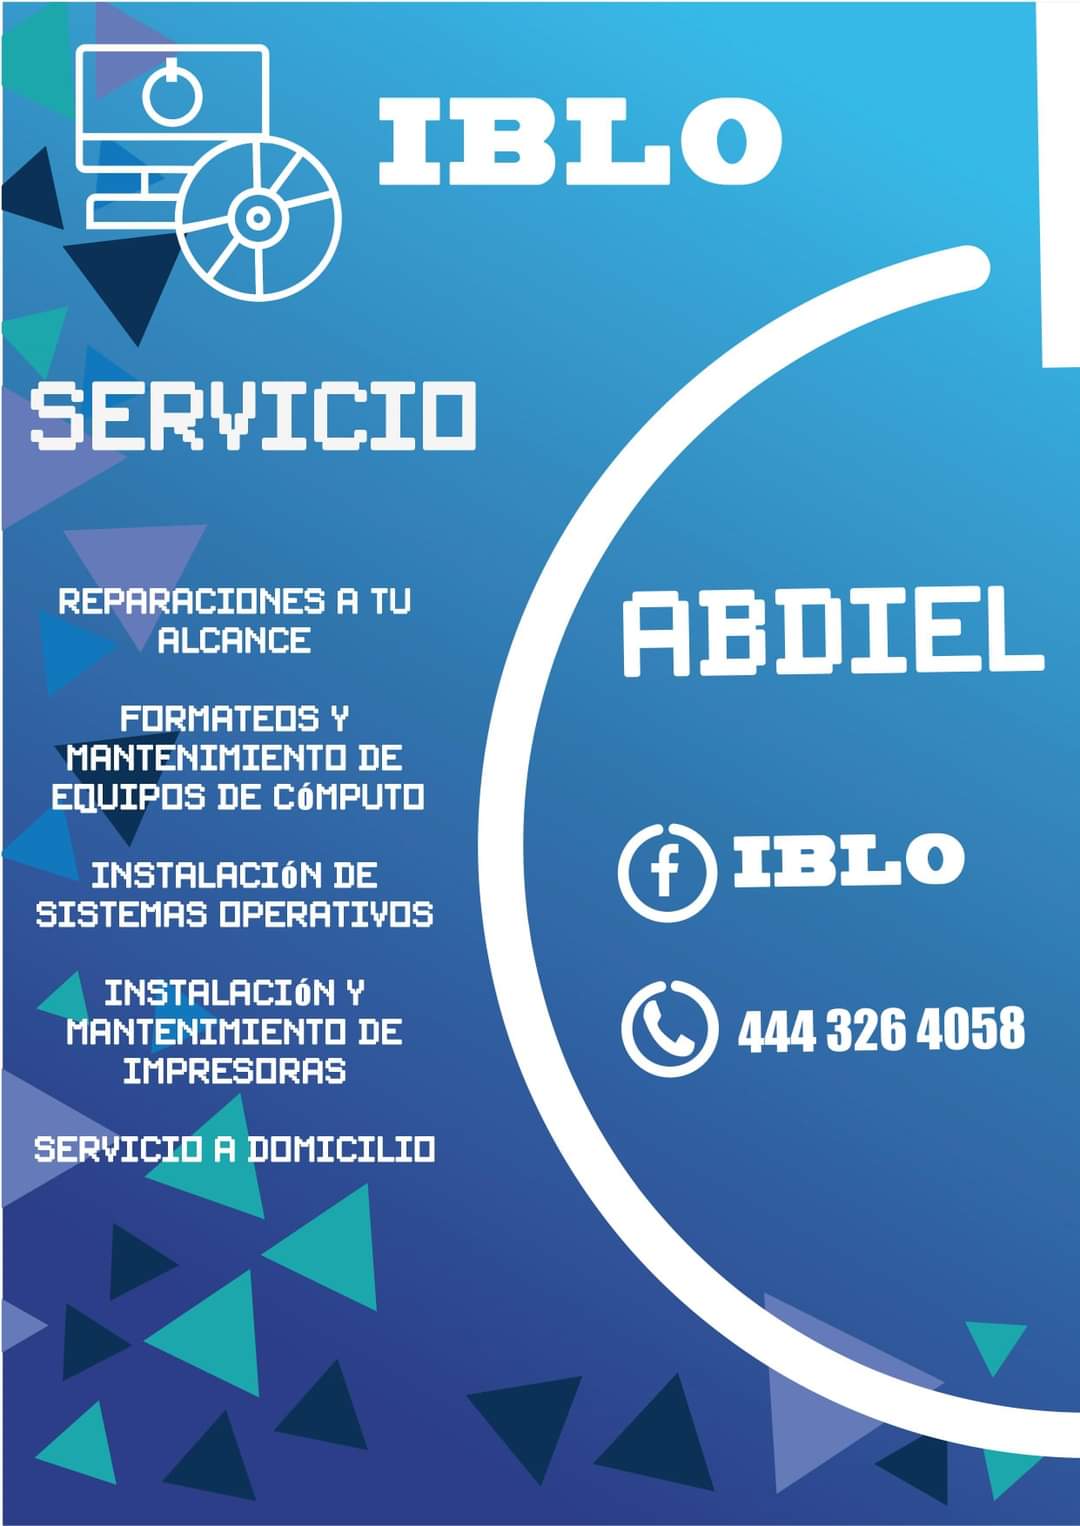 IBLO
SERVICIO
REPARACIONES A TU
ALCANCE
FORMATEOS Y
MANTENIMIENTO DE
EQUIPOS DE CóMPUTO
INSTALACIóN DE
SISTEMAS OPERATIVOS
INSTALACIóN Y
MANTENIMIENTO DE
IMPRESORAS
SERVICIO A DOMICILIO
ABDIEL
IBLO
444 326 4058